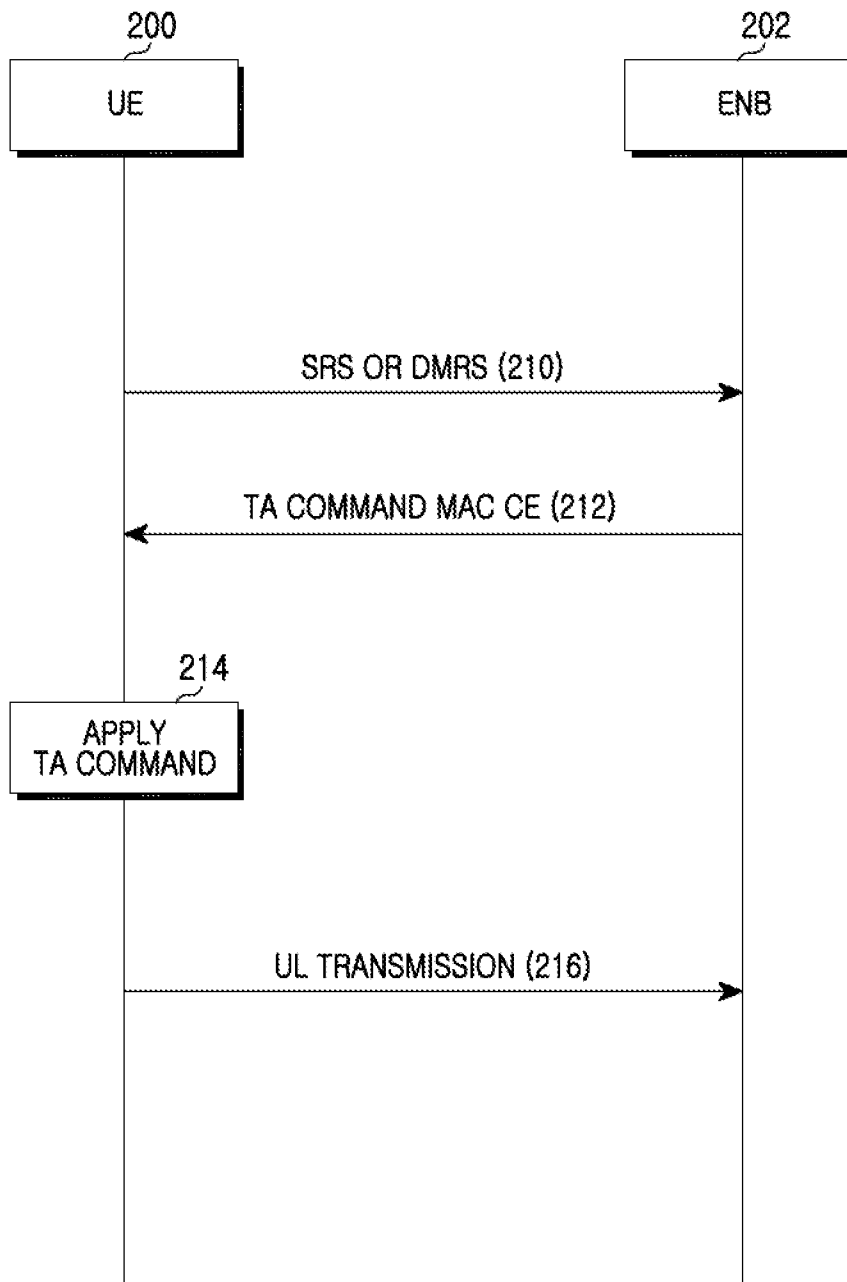 200
202
UE
ENB
SRS OR DMRS (210)
TA COMMAND MAC CE (212)
214
APPLY
TA COMMAND
UL TRANSMISSION (216)